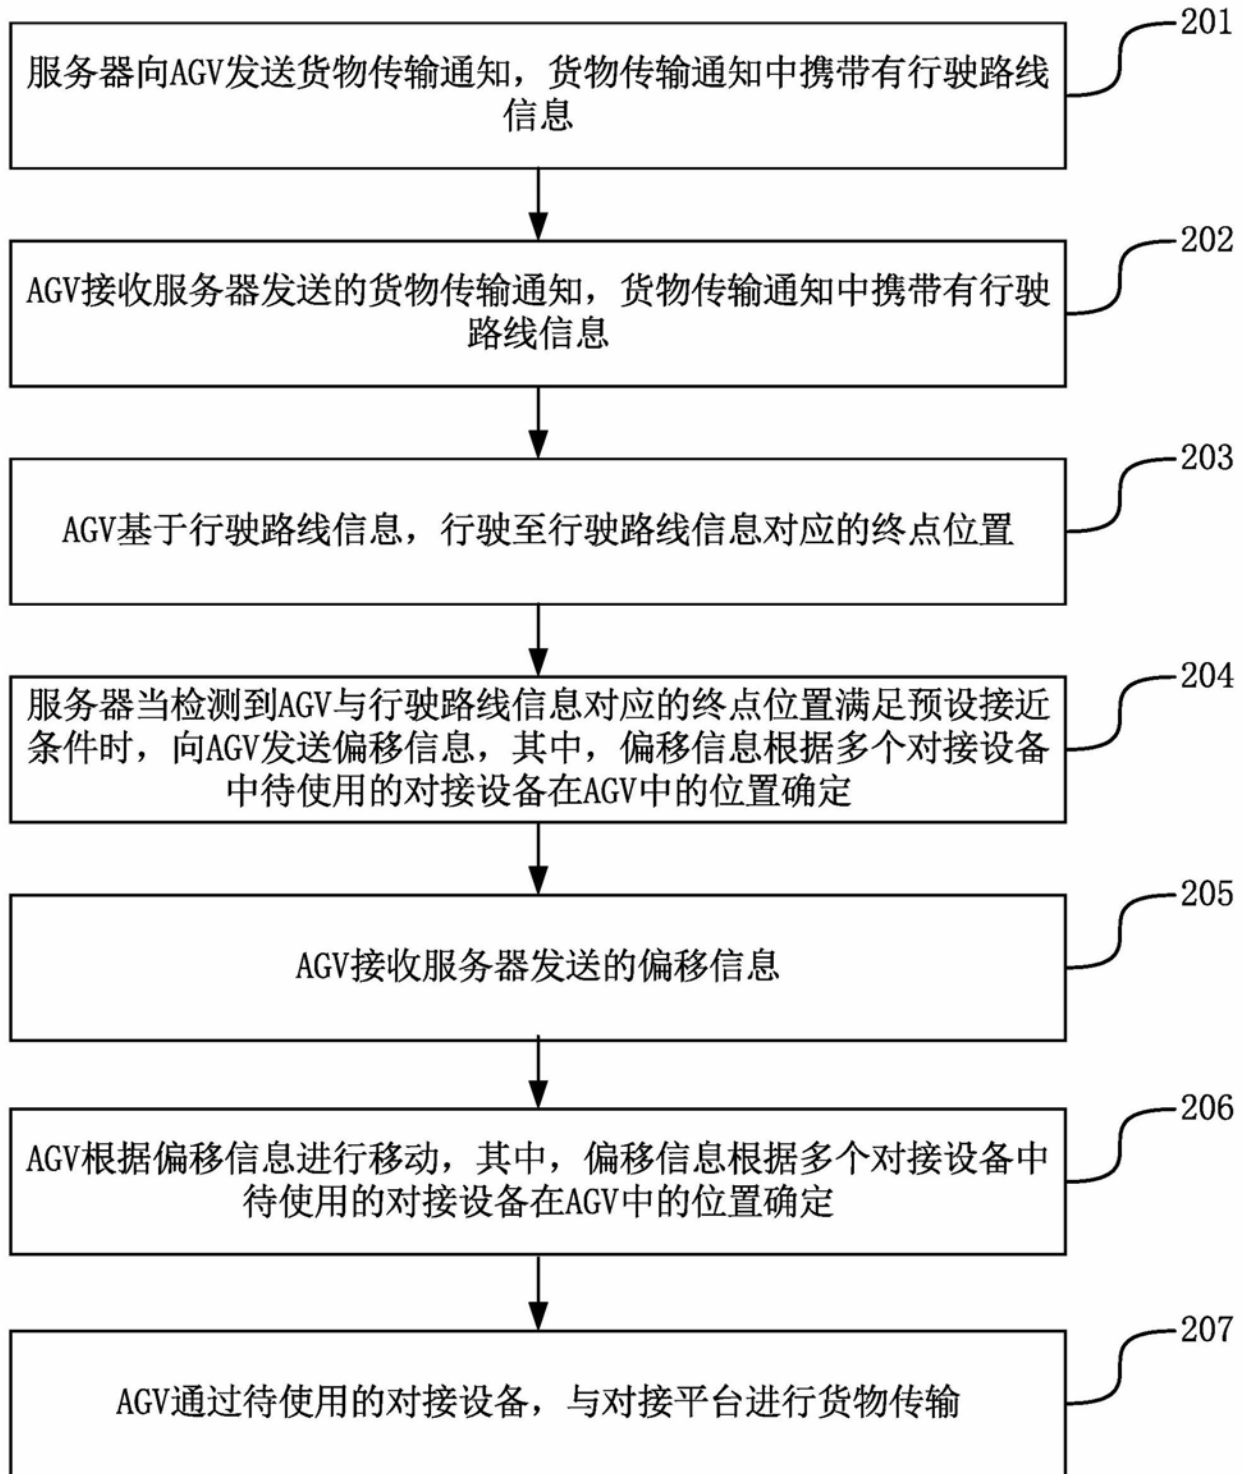 201
服务器向AGV发送货物传输通知，货物传输通知中携带有行驶路线
信息
202
AGV接收服务器发送的货物传输通知，货物传输通知中携带有行驶
路线信息
203
AGV基于行驶路线信息，行驶至行驶路线信息对应的终点位置
204
服务器当检测到AGV与行驶路线信息对应的终点位置满足预设接近
条件时，向AGV发送偏移信息，其中，偏移信息根据多个对接设备
中待使用的对接设备在AGV中的位置确定
205
AGV接收服务器发送的偏移信息
206
AGV根据偏移信息进行移动，其中，偏移信息根据多个对接设备中
待使用的对接设备在AGV中的位置确定
207
AGV通过待使用的对接设备，与对接平台进行货物传输